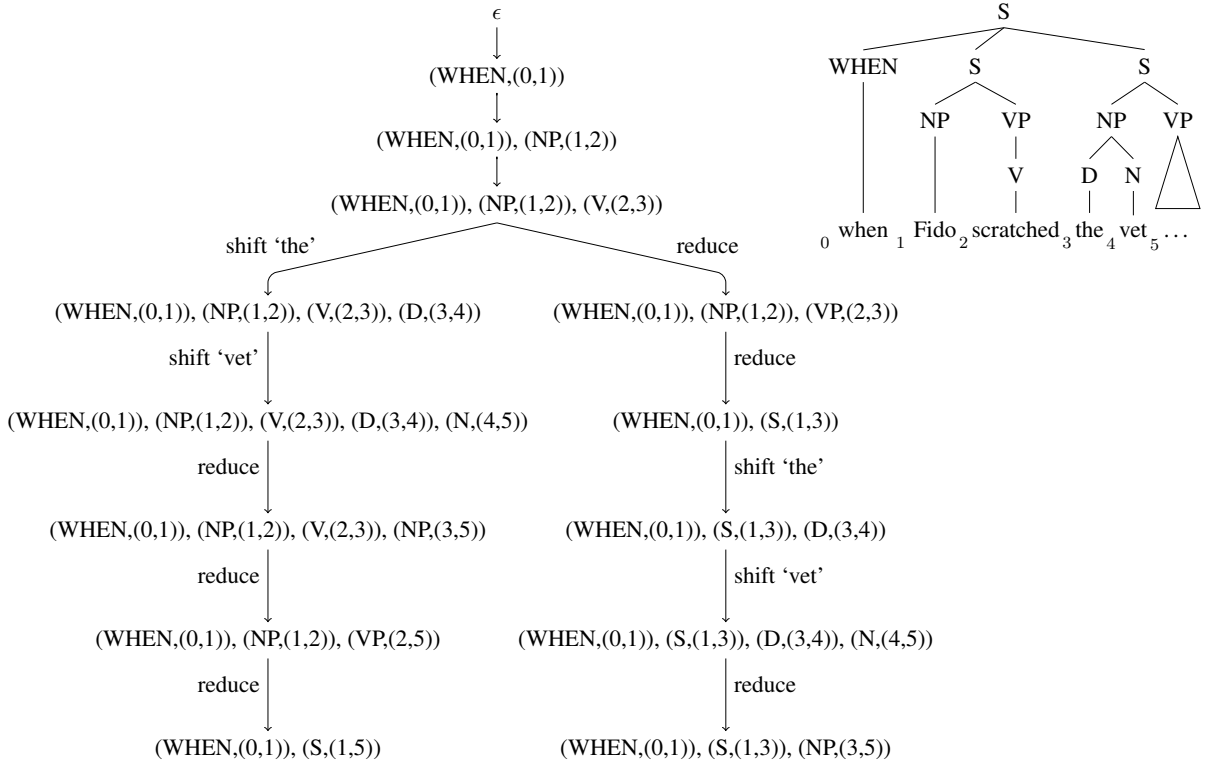 ϵ
(WHEN,(0,1))
(WHEN,(0,1)), (NP,(1,2))
(WHEN,(0,1)), (NP,(1,2)), (V,(2,3))
shift ‘the’
reduce
(WHEN,(0,1)), (NP,(1,2)), (V,(2,3)), (D,(3,4))
(WHEN,(0,1)), (NP,(1,2)), (VP,(2,3))
shift ‘vet’
reduce
(WHEN,(0,1)), (NP,(1,2)), (V,(2,3)), (D,(3,4)), (N,(4,5))
(WHEN,(0,1)), (S,(1,3))
reduce
shift ‘the’
(WHEN,(0,1)), (NP,(1,2)), (V,(2,3)), (NP,(3,5))
(WHEN,(0,1)), (S,(1,3)), (D,(3,4))
reduce
shift ‘vet’
(WHEN,(0,1)), (NP,(1,2)), (VP,(2,5))
(WHEN,(0,1)), (S,(1,3)), (D,(3,4)), (N,(4,5))
reduce
reduce
(WHEN,(0,1)), (S,(1,5))
(WHEN,(0,1)), (S,(1,3)), (NP,(3,5))
S
WHEN S S
NP VP NP VP
V D N
0 when 1 Fido 2 scratched 3 the 4 vet 5 ...